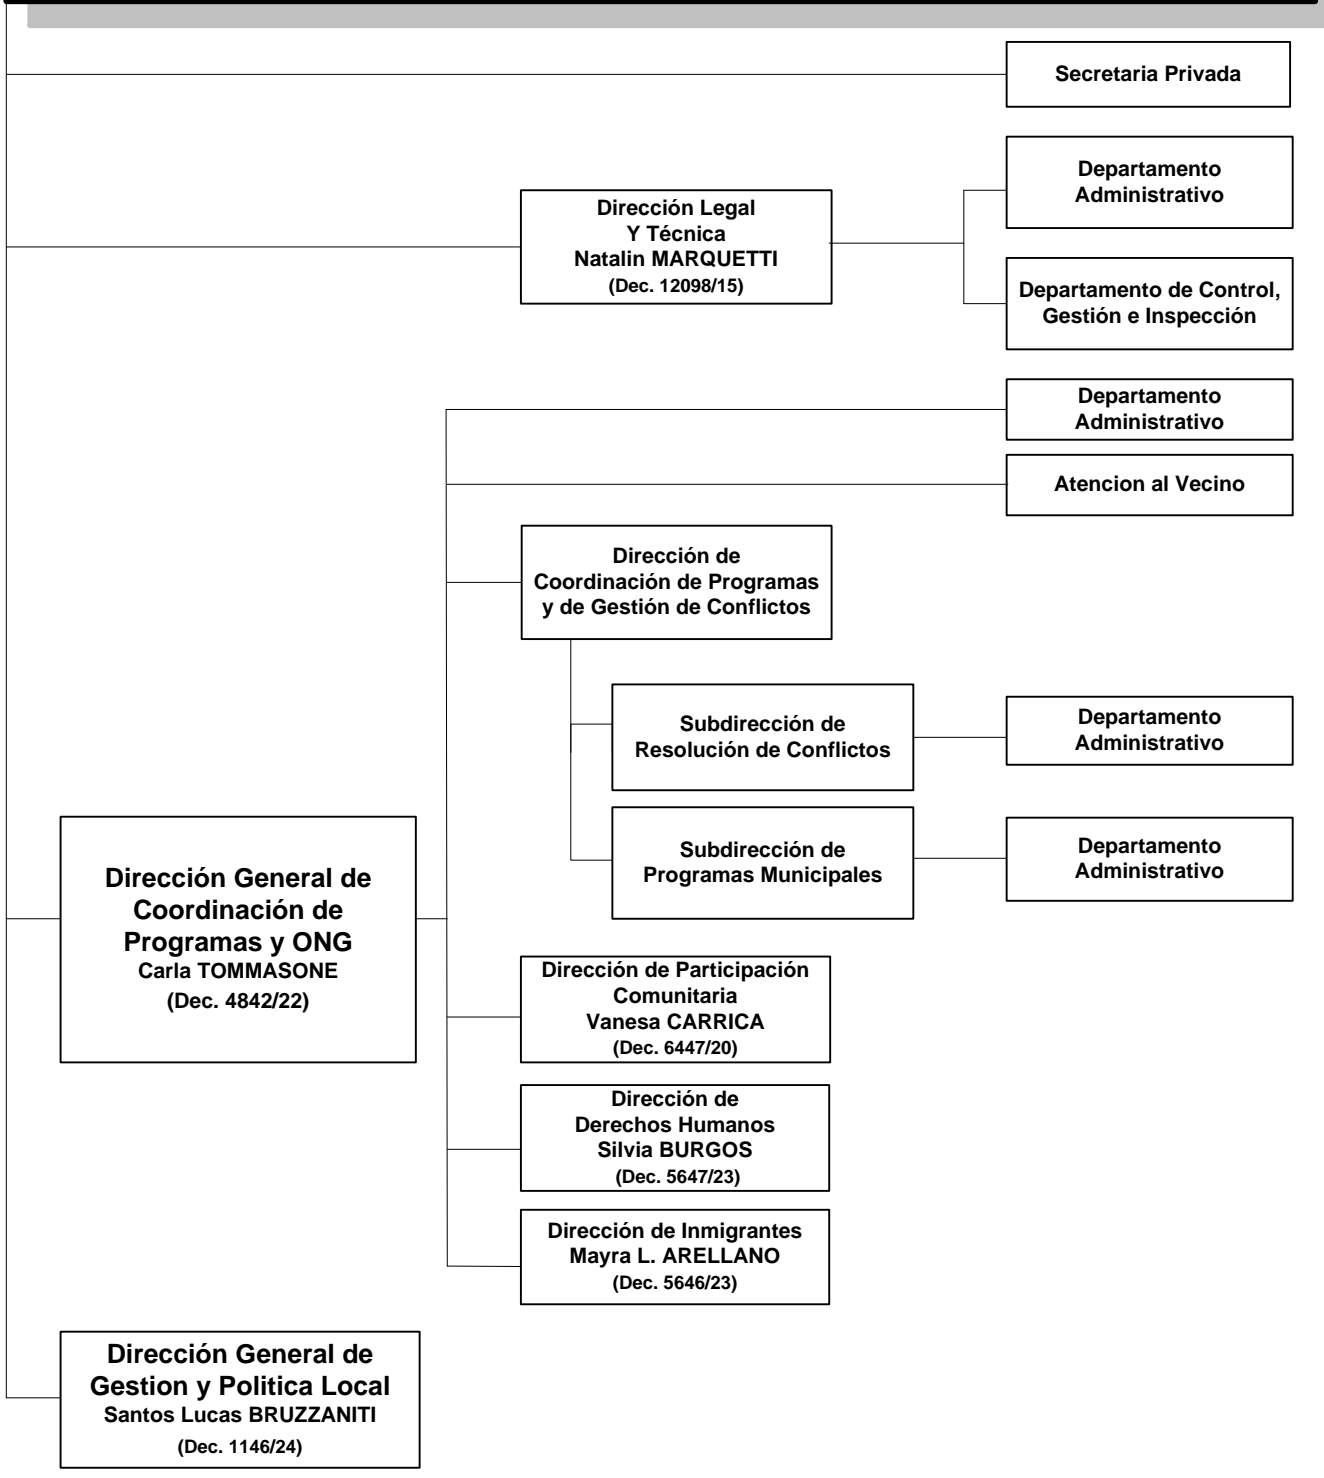 Secretaria Privada
Departamento
Administrativo
Dirección Legal
Y Técnica
Natalin MARQUETTI
(Dec. 12098/15)
Departamento de Control,
Gestión e Inspección
Departamento
Administrativo
Atencion al Vecino
Dirección de
Coordinación de Programas
y de Gestión de Conflictos
Subdirección de
Resolución de Conflictos
Departamento
Administrativo
Subdirección de
Programas Municipales
Departamento
Administrativo
Dirección General de
Coordinación de
Programas y ONG
Carla TOMMASONE
(Dec. 4842/22)
Dirección de Participación
Comunitaria
Vanesa CARRICA
(Dec. 6447/20)
Dirección de
Derechos Humanos
Silvia BURGOS
(Dec. 5647/23)
Dirección de Inmigrantes
Mayra L. ARELLANO
(Dec. 5646/23)
Dirección General de
Gestion y Politica Local
Santos Lucas BRUZZANITI
(Dec. 1146/24)